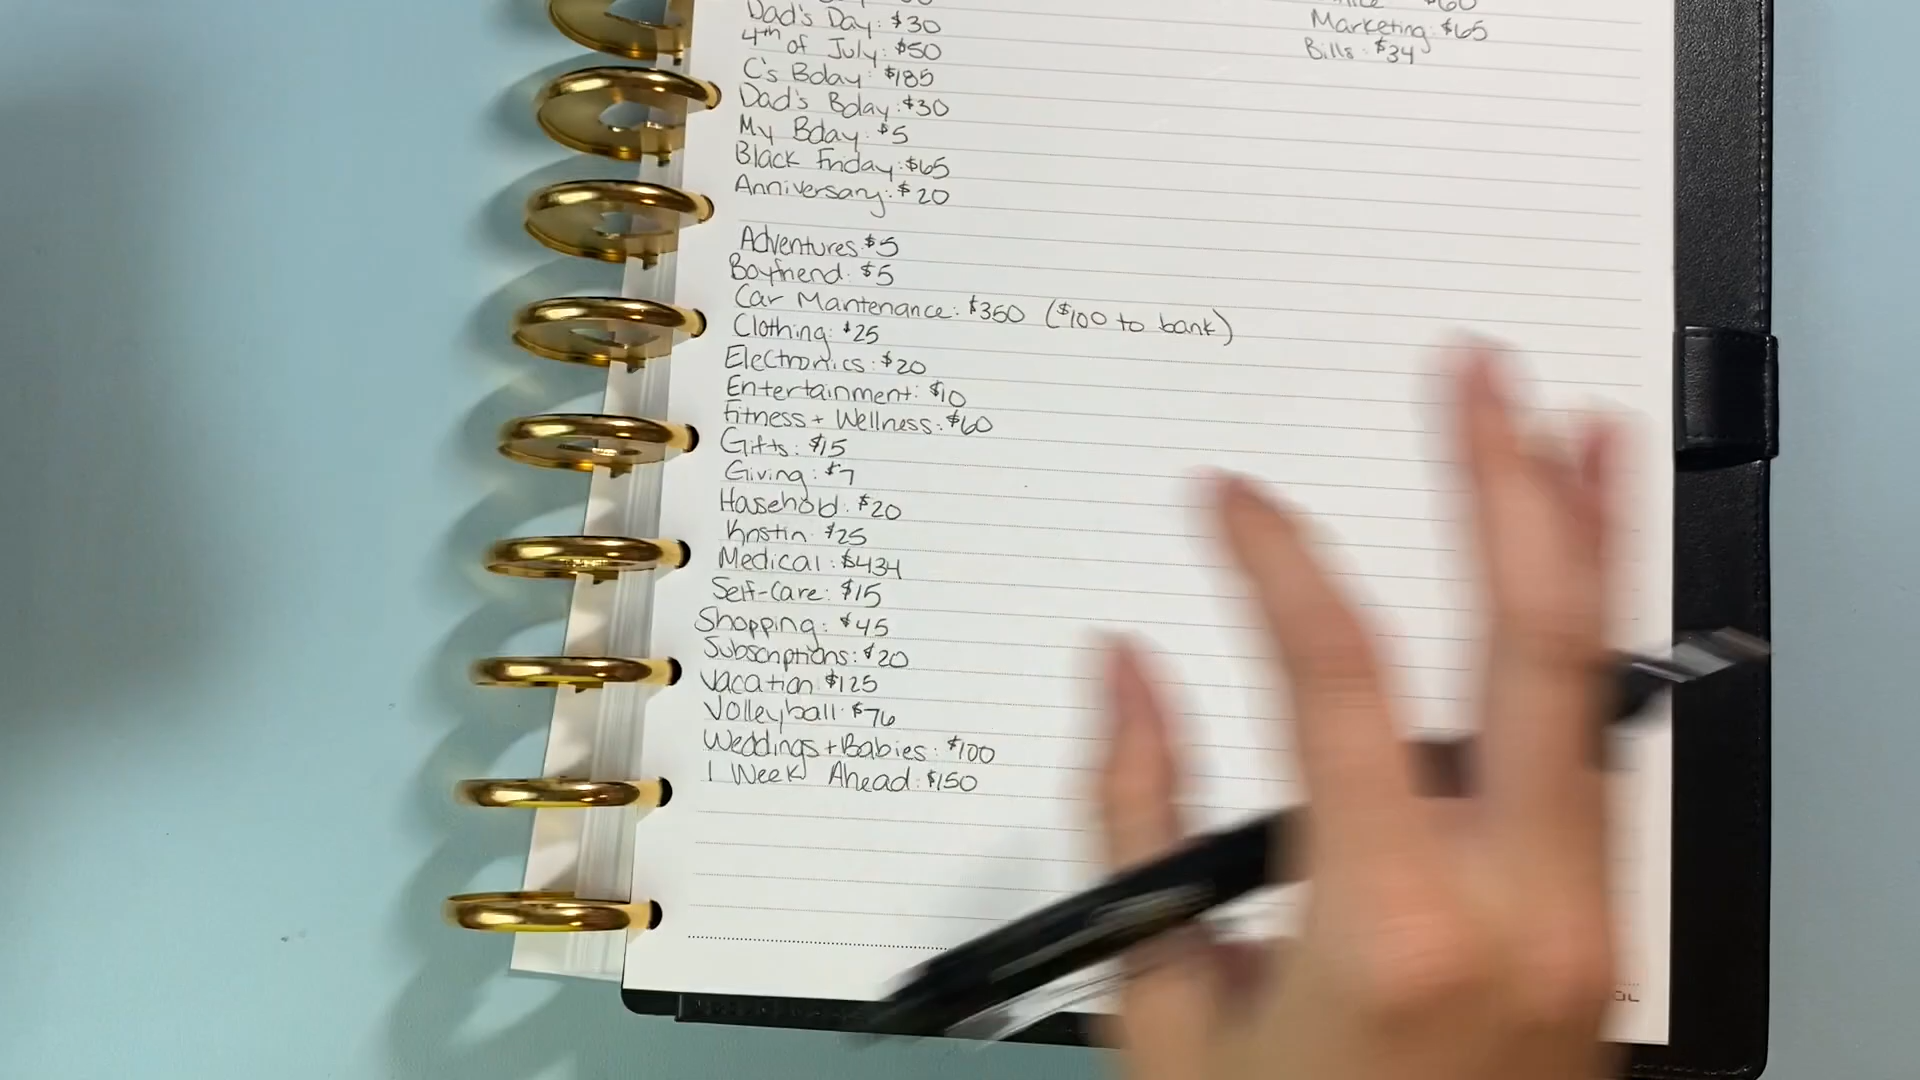 Dad's Day: $30
4th of July: $50
C's Bday: $185
Dad's Bday: $30
My Bday: $5
Black Friday: $65
Anniversary: $20
Adventures $5
Boyfriend: $5
Car Mantenance: $350 ($100 to bank)
Clothing: $25
Electronics: $20
Entertainment: $10
Fitness + Wellness: $60
Gifts: $15
Giving: $7
Household: $20
Kristin: $25
Medical: $434
Self-Care: $15
Shopping: $45
Subscriptions: $20
Vacation $125
Volleyball: $76
Weddings + Babies: $100
1 Week Ahead: $150
$60
Marketing: $65
Bills: $34